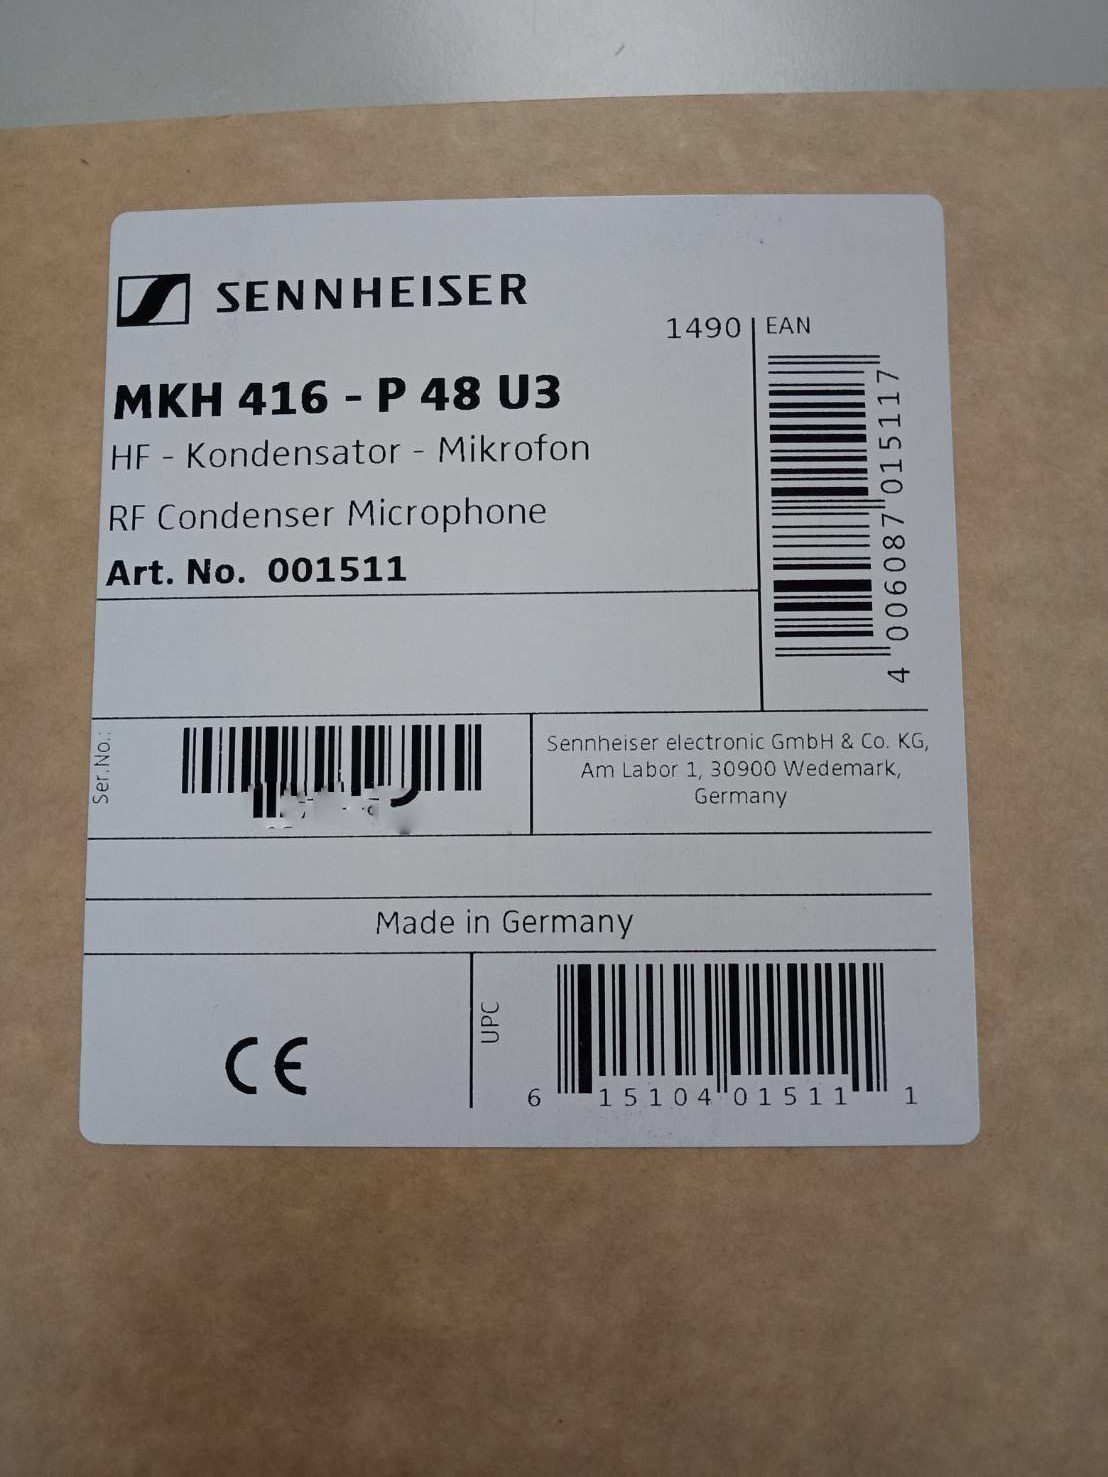 SENNHEISER
1490
EAN
MKH 416 - P 48 U3
HF - Kondensator - Mikrofon
RF Condenser Microphone
Art. No. 001511
4 006087 015117
Ser.No.:
Sennheiser electronic GmbH & Co. KG,
Am Labor 1, 30900 Wedemark,
Germany
Made in Germany
CE
UPC
6 15104 01511 1